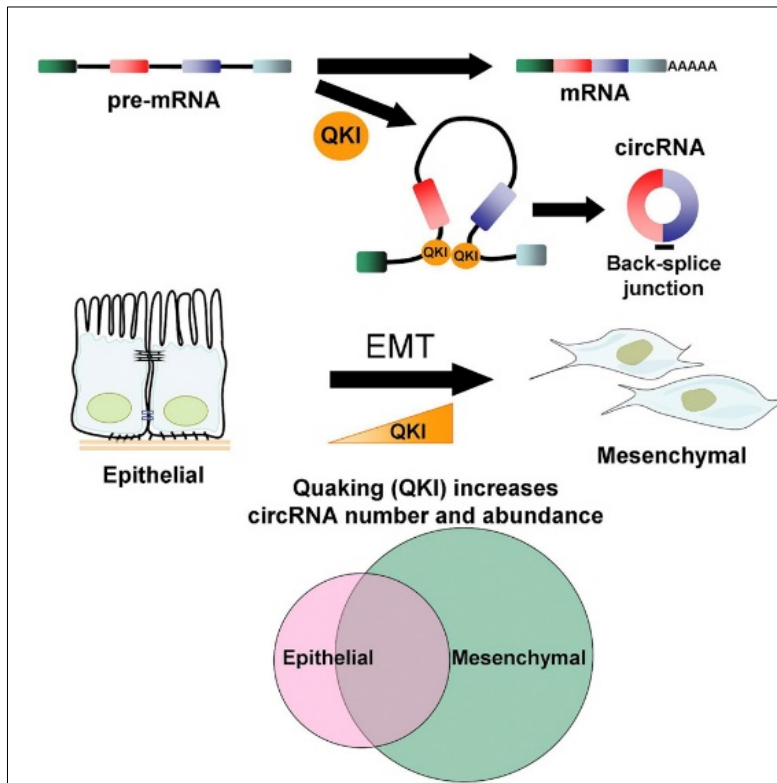 pre-mRNA
mRNA
AAAAA
QKI
circRNA
QKI QKI
Back-splice
junction
EMT
QKI
Epithelial
Mesenchymal
Quaking (QKI) increases
circRNA number and abundance
Epithelial
Mesenchymal